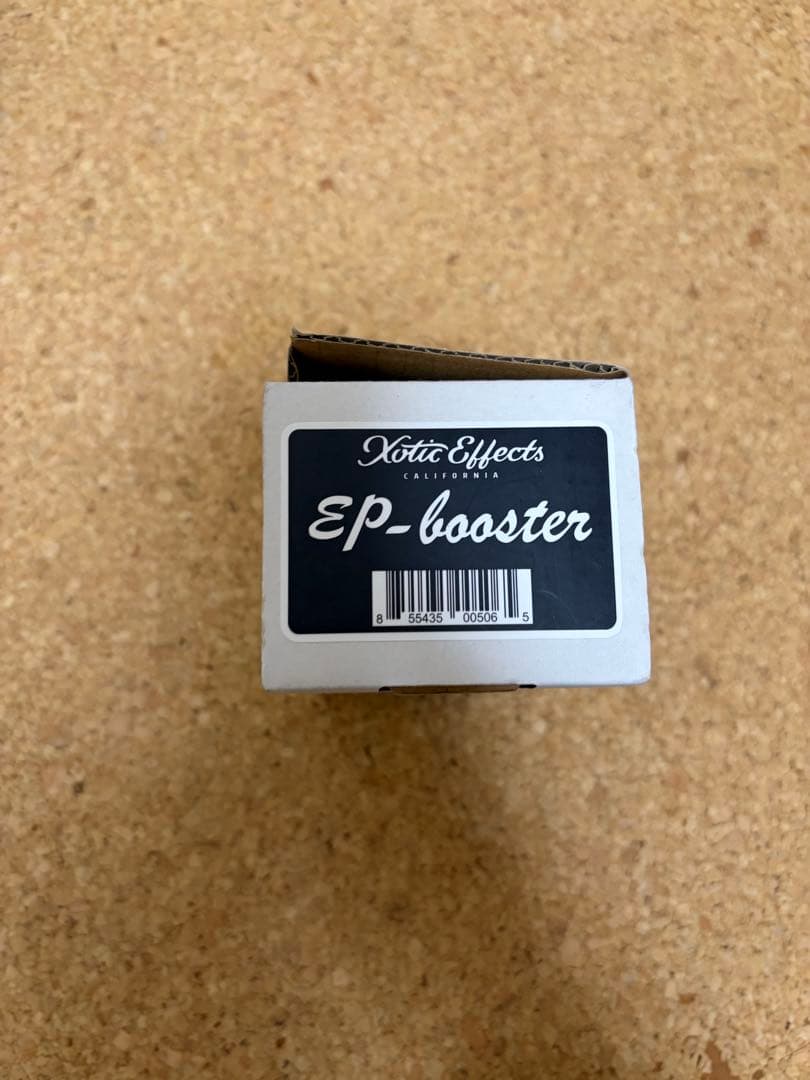 Xotic Effects
CALIFORNIA
EP-booster
8 55435 00506 5